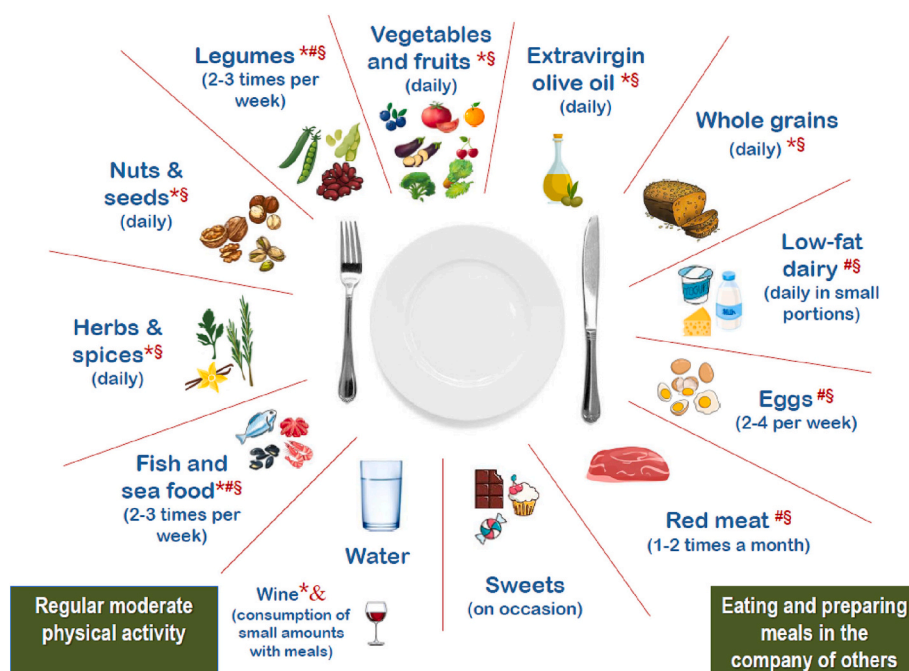 Legumes *#§
(2-3 times per
week)
Vegetables
and fruits *§
(daily)
Extravirgin
olive oil *§
(daily)
Whole grains
(daily) *§
Nuts &
seeds*§
(daily)
Low-fat
dairy #§
(daily in small
portions)
Herbs &
spices*§
(daily)
Eggs #§
(2-4 per week)
Fish and
sea food*#§
(2-3 times per
week)
Red meat #§
(1-2 times a month)
Water
Wine*&
(consumption of
small amounts
with meals)
Sweets
(on occasion)
Regular moderate
physical activity
Eating and preparing
meals in the
company of others